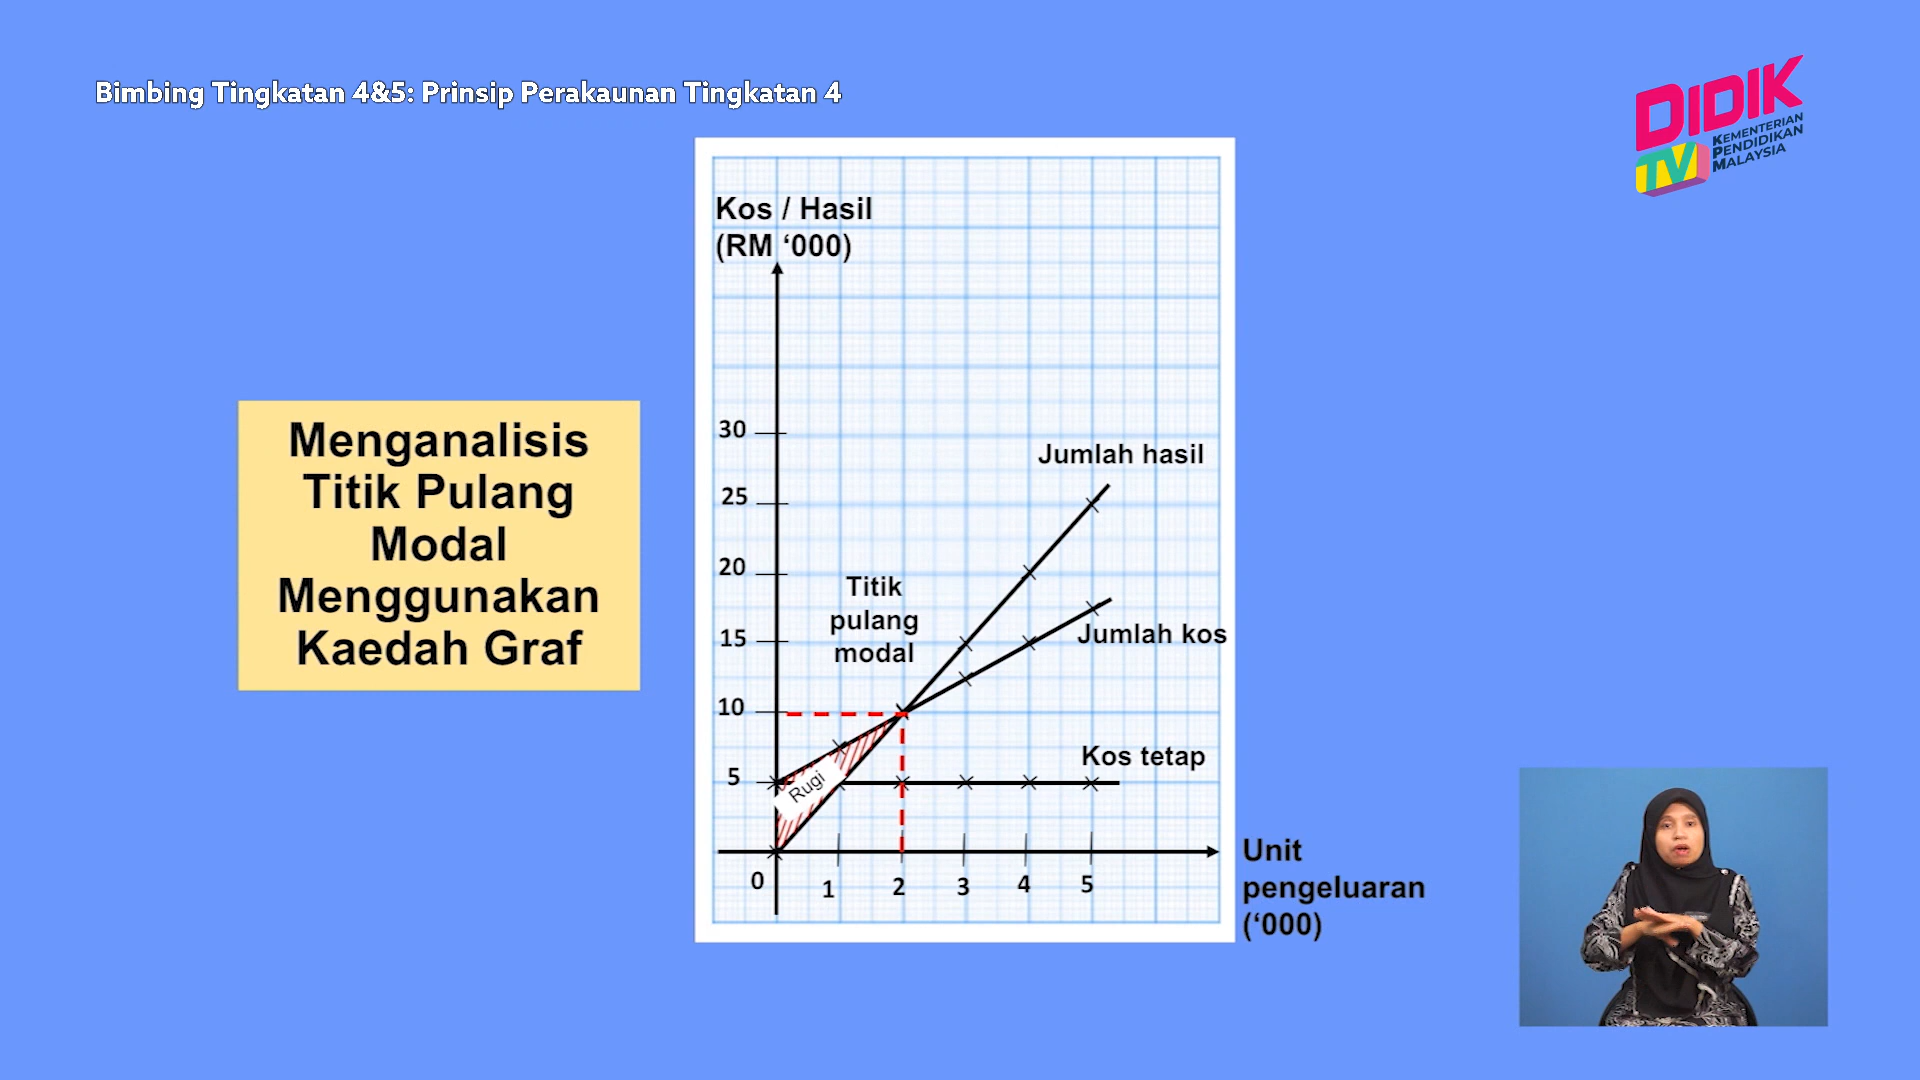 Bimbing Tingkatan 4&5: Prinsip Perakaunan Tingkatan 4
DIDIK
TV
KEMENTERIAN
PENDIDIKAN
MALAYSIA
Menganalisis
Titik Pulang
Modal
Menggunakan
Kaedah Graf
Kos / Hasil
(RM ‘000)
30
25
20
15
10
5
0
1
2
3
4
5
Jumlah hasil
Titik
pulang
modal
Jumlah kos
Kos tetap
Rugi
Unit
pengeluaran
(‘000)